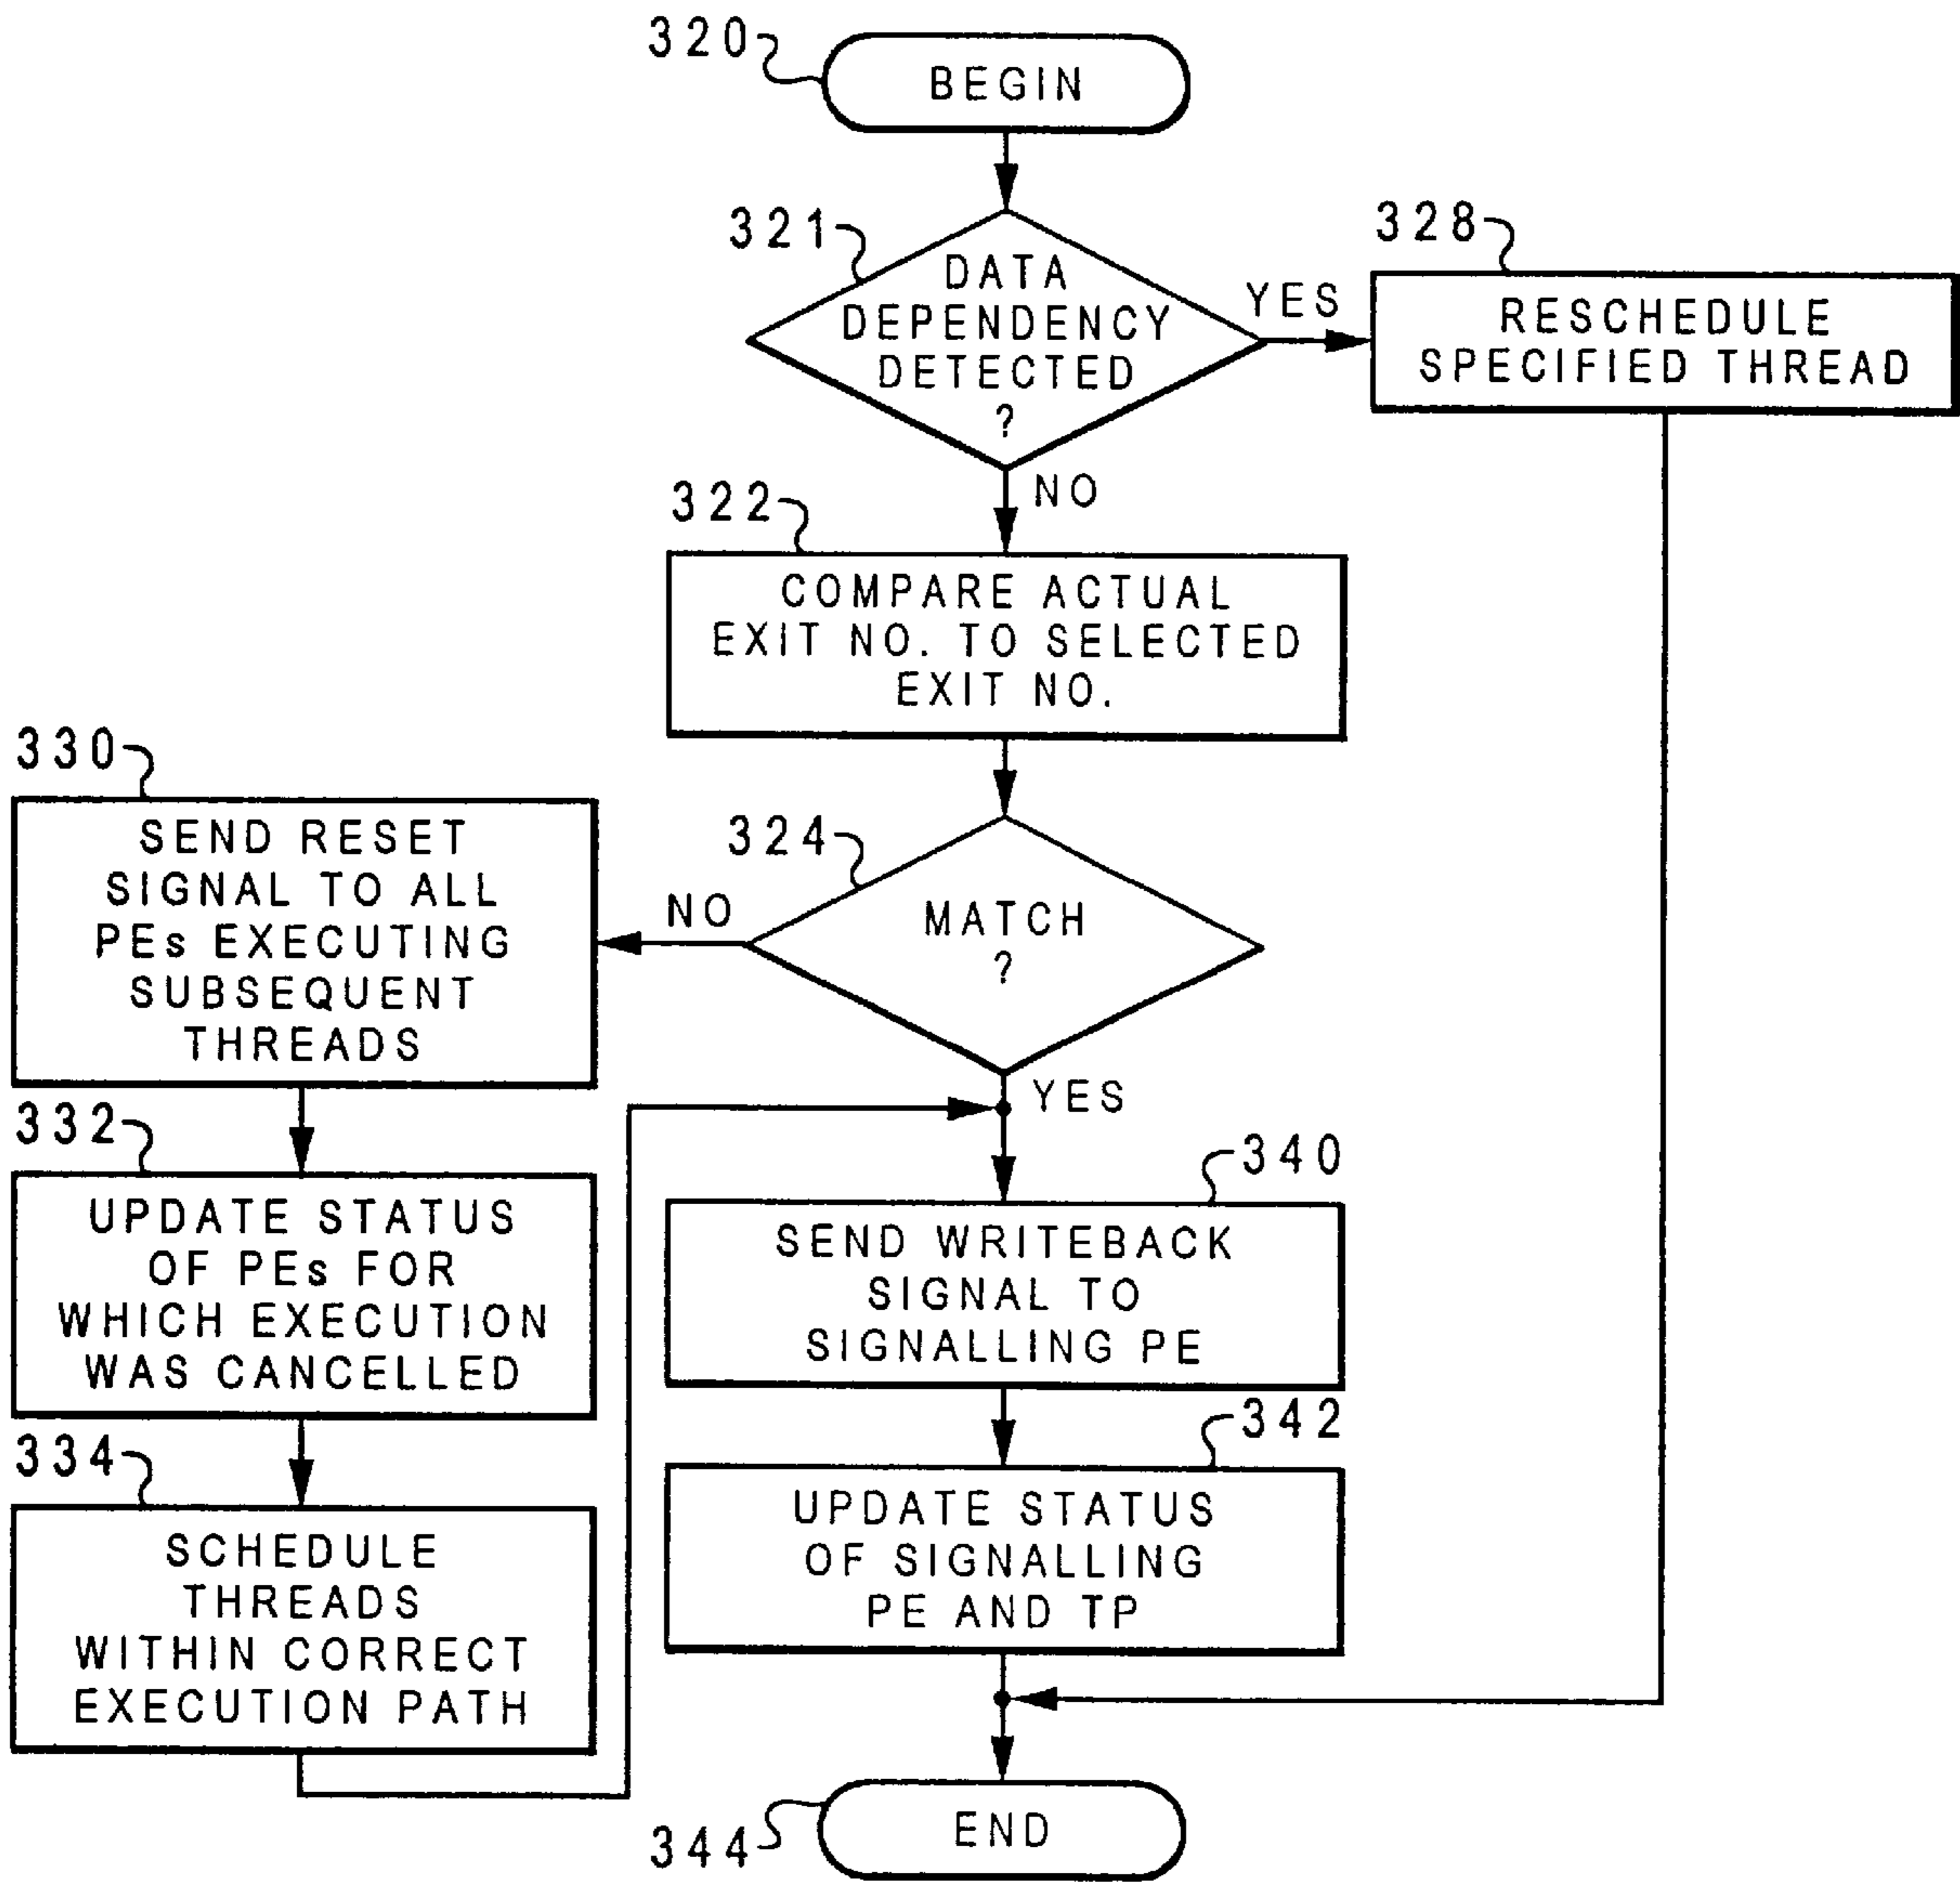 320
BEGIN
321
DATA
DEPENDENCY
DETECTED
?
YES
328
RESCHEDULE
SPECIFIED THREAD
NO
322
COMPARE ACTUAL
EXIT NO. TO SELECTED
EXIT NO.
324
MATCH
?
NO
330
SEND RESET
SIGNAL TO ALL
PEs EXECUTING
SUBSEQUENT
THREADS
332
UPDATE STATUS
OF PEs FOR
WHICH EXECUTION
WAS CANCELLED
334
SCHEDULE
THREADS
WITHIN CORRECT
EXECUTION PATH
YES
340
SEND WRITEBACK
SIGNAL TO
SIGNALLING PE
342
UPDATE STATUS
OF SIGNALLING
PE AND TP
344
END